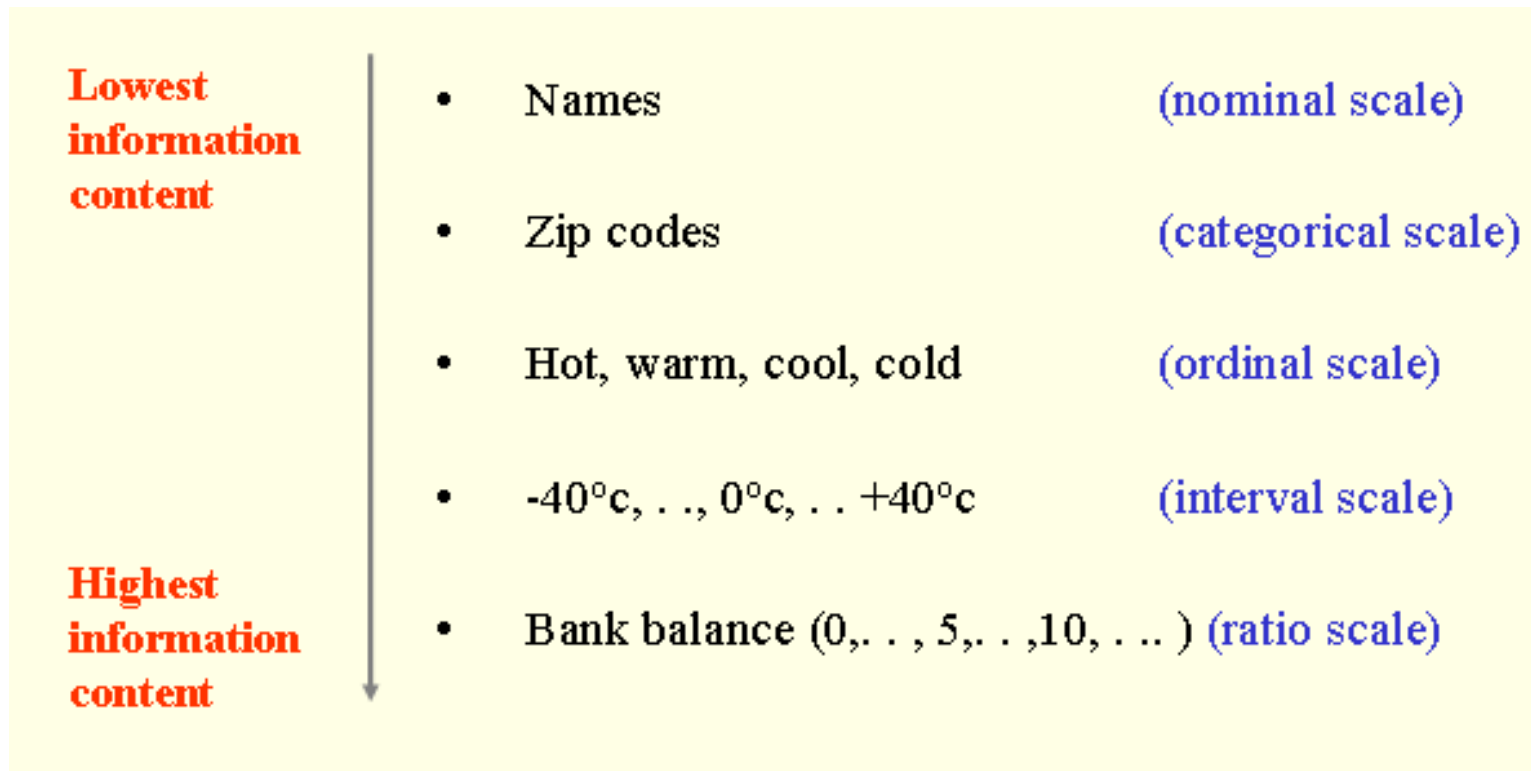 Lowest
information
content
• Names (nominal scale)
• Zip codes (categorical scale)
• Hot, warm, cool, cold (ordinal scale)
• -40°c, . ., 0°c, . . +40°c (interval scale)
Highest
information
content
• Bank balance (0,. . , 5,. . ,10, . .. ) (ratio scale)